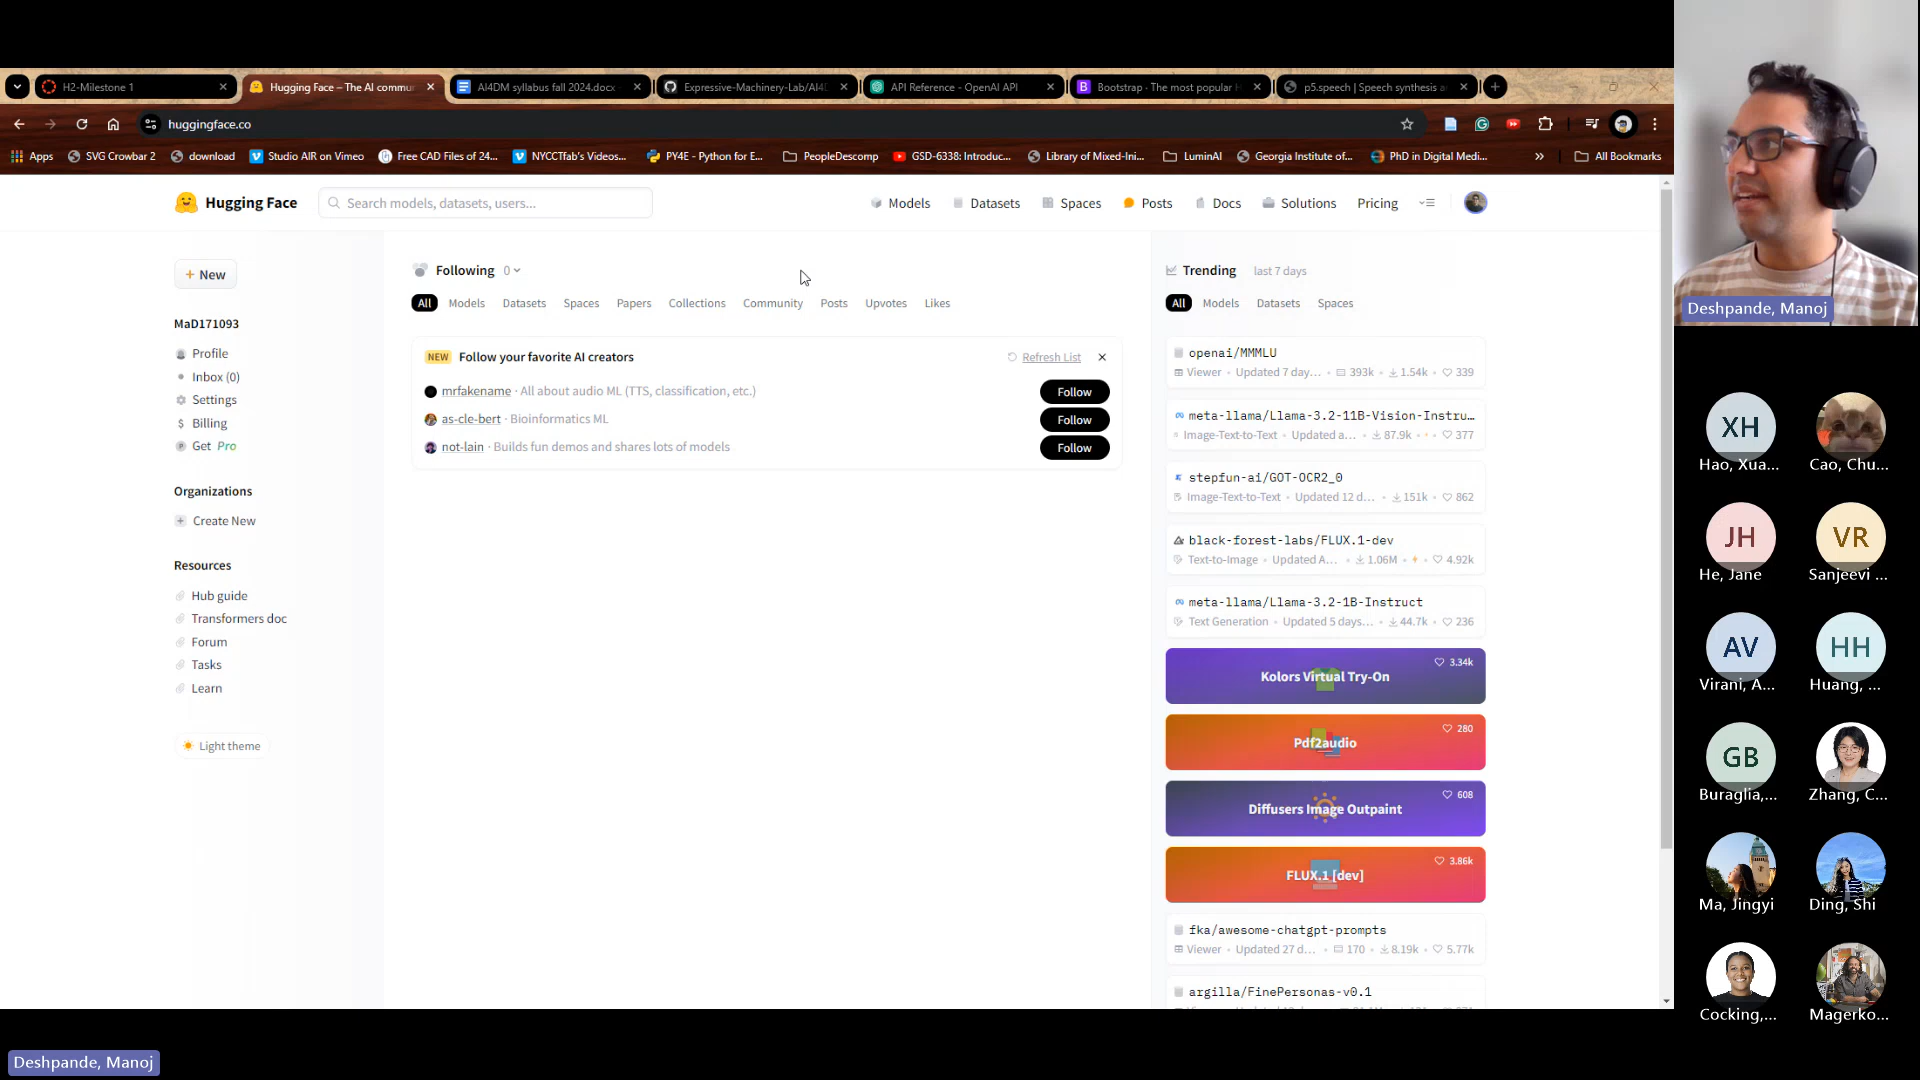 H2-Milestone 1
Hugging Face – The AI commu
AI4DM syllabus fall 2024.docx
Expressive-Machinery-Lab/AI4
API Reference - OpenAI API
Bootstrap · The most popular H
p5.speech | Speech synthesis a
huggingface.co
Apps
SVG Crowbar 2
download
Studio AIR on Vimeo
Free CAD Files of 24...
NYCCTfab's Videos...
PY4E - Python for E...
PeopleDescomp
GSD-6338: Introduc...
Library of Mixed-Ini...
LuminAI
Georgia Institute of...
PhD in Digital Medi...
»
All Bookmarks
Hugging Face
Search models, datasets, users...
Models
Datasets
Spaces
Posts
Docs
Solutions
Pricing
+ New
MaD171093
Profile
Inbox (0)
Settings
$ Billing
Get Pro
Organizations
Create New
Resources
Hub guide
Transformers doc
Forum
Tasks
Learn
Light theme
Following 0
All Models Datasets Spaces Papers Collections Community Posts Upvotes Likes
NEW Follow your favorite AI creators
Refresh List
mrfakename · All about audio ML (TTS, classification, etc.)
Follow
as-cle-bert · Bioinformatics ML
Follow
not-lain · Builds fun demos and shares lots of models
Follow
Trending last 7 days
All Models Datasets Spaces
openai/MMMLU
Viewer • Updated 7 day... • 393k • 1.54k • 339
meta-llama/Llama-3.2-11B-Vision-Instru...
Image-Text-to-Text • Updated a... • 87.9k • • 377
stepfun-ai/GOT-OCR2_0
Image-Text-to-Text • Updated 12 d... • 151k • 862
black-forest-labs/FLUX.1-dev
Text-to-Image • Updated A... • 1.06M • • 4.92k
meta-llama/Llama-3.2-1B-Instruct
Text Generation • Updated 5 days... • 44.7k • 236
3.34k
Kolors Virtual Try-On
280
Pdf2audio
608
Diffusers Image Outpaint
3.86k
FLUX.1 [dev]
fka/awesome-chatgpt-prompts
Viewer • Updated 27 d... • 170 • 8.19k • 5.77k
argilla/FinePersonas-v0.1
Deshpande, Manoj
XH
Hao, Xua...
Cao, Chu...
JH
He, Jane
VR
Sanjeevi ...
AV
Virani, A...
HH
Huang, ...
GB
Buraglia,...
Zhang, C...
Ma, Jingyi
Ding, Shi
Cocking,...
Magerko...
Deshpande, Manoj